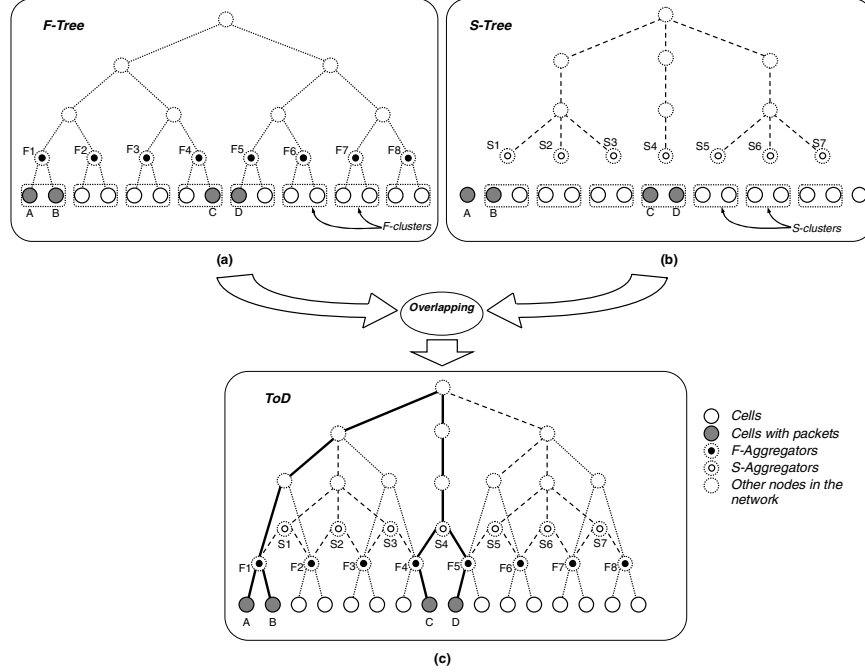 F-Tree
F1 F2 F3 F4 F5 F6 F7 F8
A B C D
F-clusters
(a)
S-Tree
S1 S2 S3 S4 S5 S6 S7
A B C D
S-clusters
(b)
Overlapping
ToD
S1 S2 S3 S4 S5 S6 S7
F1 F2 F3 F4 F5 F6 F7 F8
A B C D
(c)
Cells
Cells with packets
F-Aggregators
S-Aggregators
Other nodes in the
network